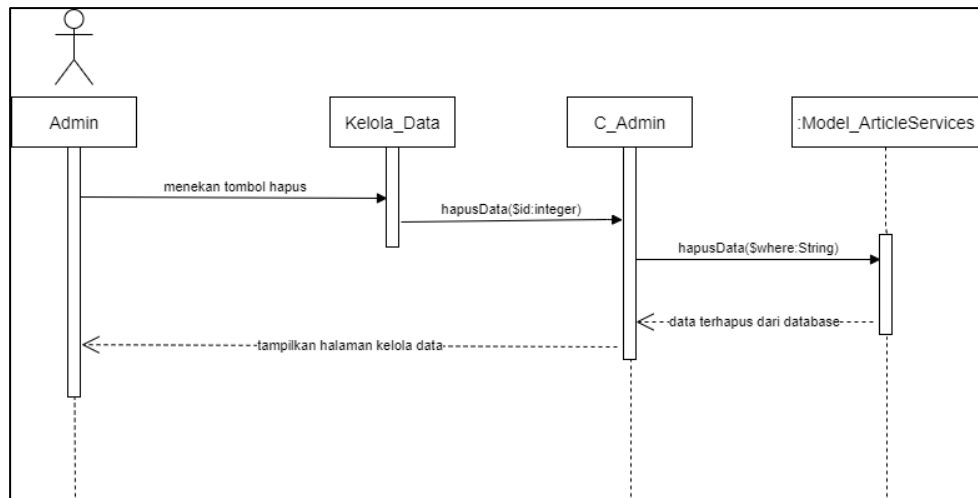 Admin
Kelola_Data
C_Admin
:Model_ArticleServices
menekan tombol hapus
hapusData($id:integer)
hapusData($where:String)
data terhapus dari database
tampilkan halaman kelola data